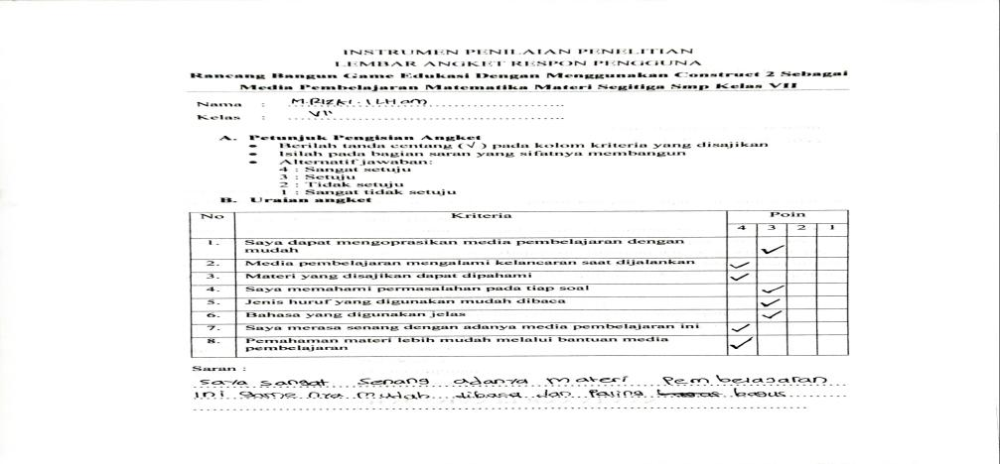 INSTRUMEN PENILAIAN PENELITIAN
LEMBAR ANGKET RESPON PENGGUNA
Rancang Bangun Game Edukasi Dengan Menggunakan Construct 2 Sebagai
Media Pembelajaran Matematika Materi Segitiga Smp Kelas VII
Nama : M.Rizki.ILHam
Kelas : VII
A. Petunjuk Pengisian Angket
• Berilah tanda centang (√ ) pada kolom kriteria yang disajikan
• Isilah pada bagian saran yang sifatnya membangun
• Alternatif jawaban:
4 : Sangat setuju
3 : Setuju
2 : Tidak setuju
1 : Sangat tidak setuju
B. Uraian angket
No Kriteria Poin
4 3 2 1
1. Saya dapat mengoprasikan media pembelajaran dengan
mudah ✓
2. Media pembelajaran mengalami kelancaran saat dijalankan ✓
3. Materi yang disajikan dapat dipahami ✓
4. Saya memahami permasalahan pada tiap soal ✓
5. Jenis huruf yang digunakan mudah dibaca ✓
6. Bahasa yang digunakan jelas ✓
7. Saya merasa senang dengan adanya media pembelajaran ini ✓
8. Pemahaman materi lebih mudah melalui bantuan media
pembelajaran ✓
Saran :
saya sangat senang adanya materi Pembelajaran
ini game nya mudah dibasa dan Paling bagus